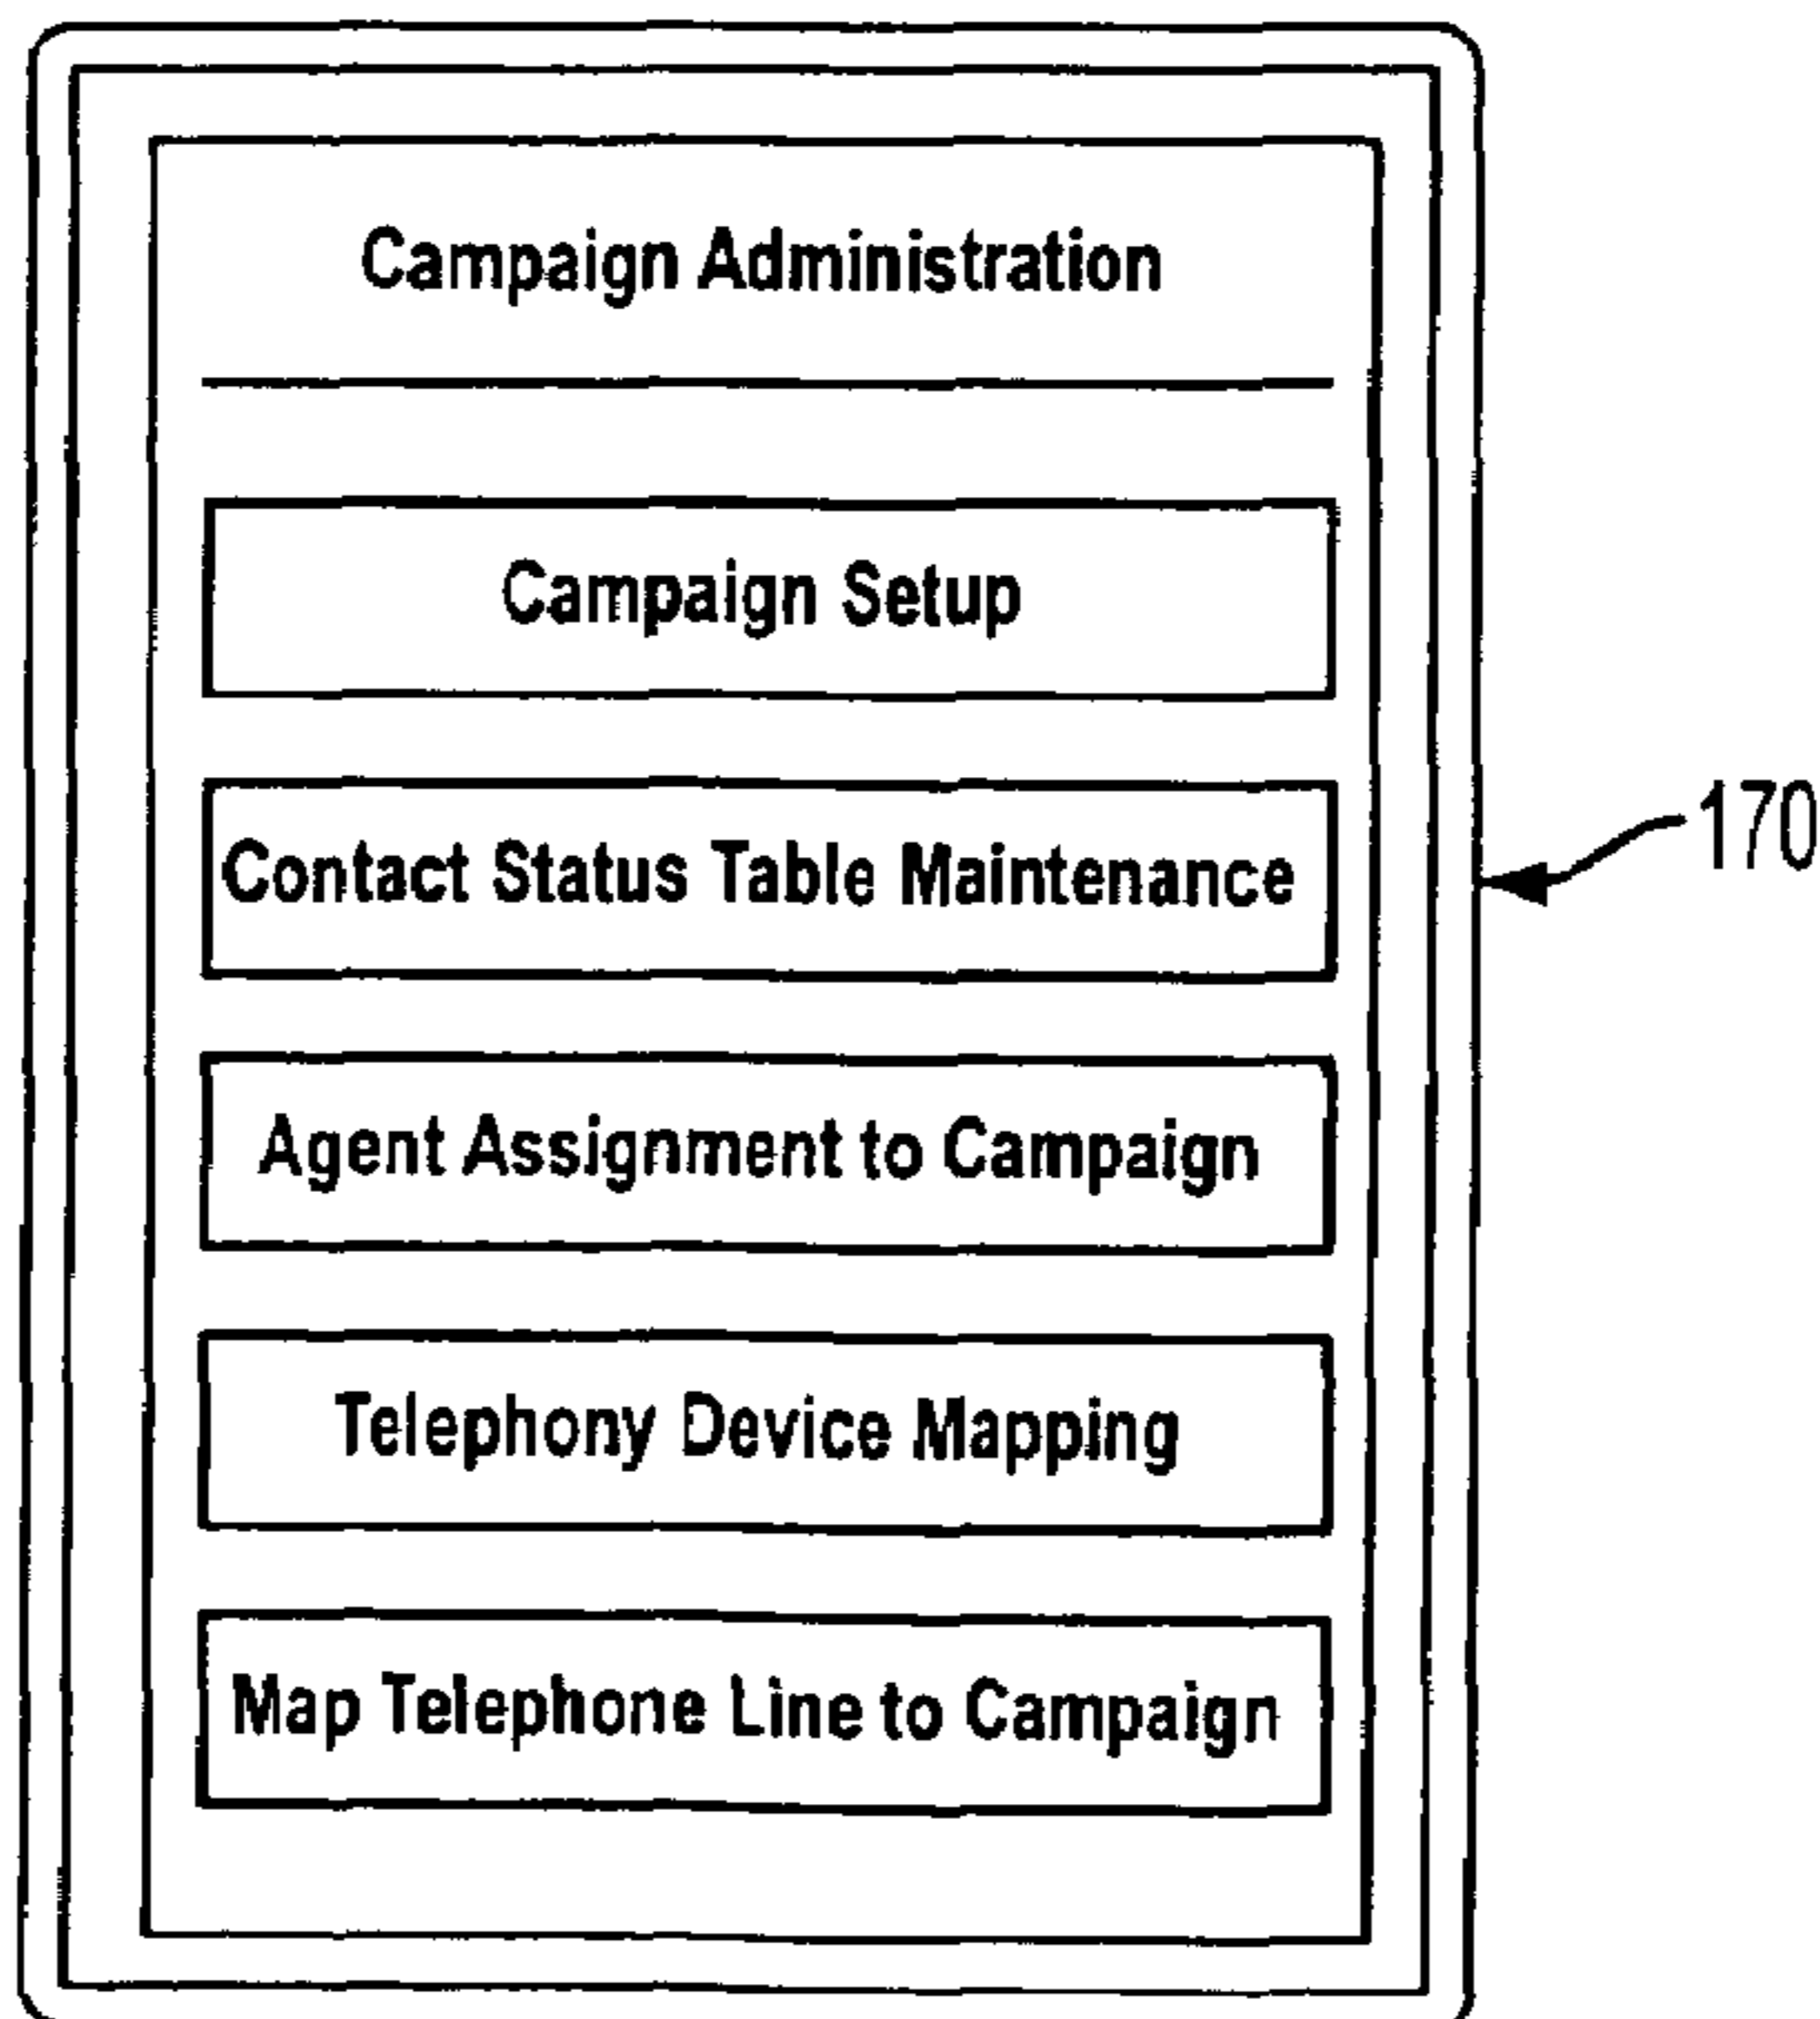 Campaign Administration
Campaign Setup
Contact Status Table Maintenance
170
Agent Assignment to Campaign
Telephony Device Mapping
Map Telephone Line to Campaign